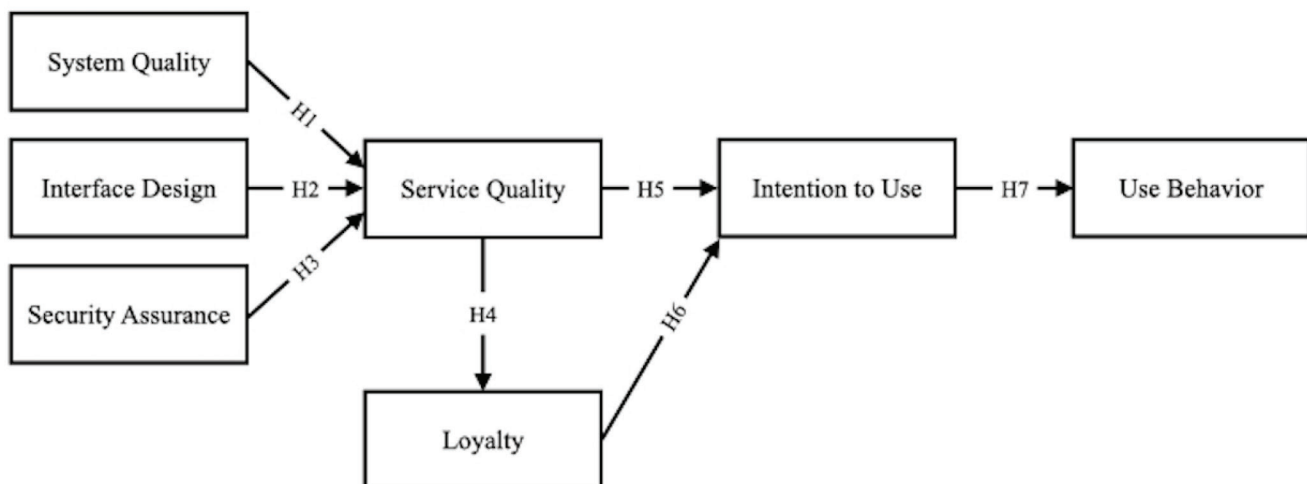 System Quality
H1
Interface Design
H2
Service Quality
H5
Intention to Use
H7
Use Behavior
H3
Security Assurance
H4
H6
Loyalty